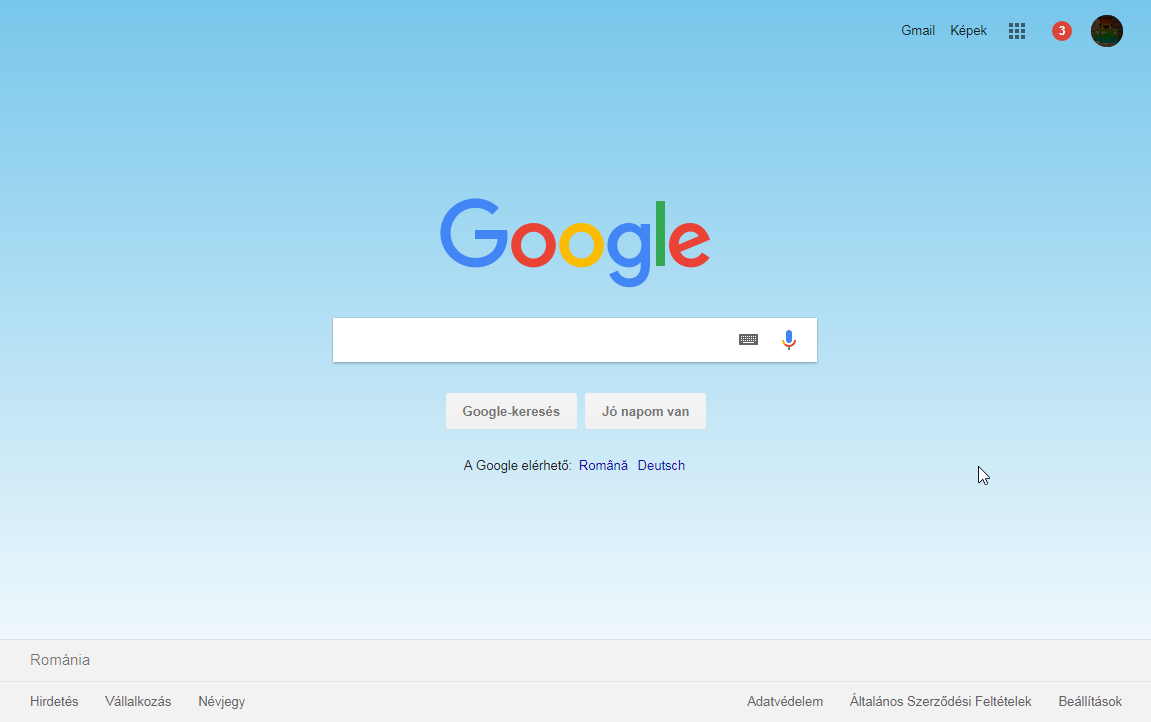 Gmail Képek 3
Google
Google-keresés Jó napom van
A Google elérhető: Română Deutsch
Románia
Hirdetés Vállalkozás Névjegy Adatvédelem Általános Szerződési Feltételek Beállítások